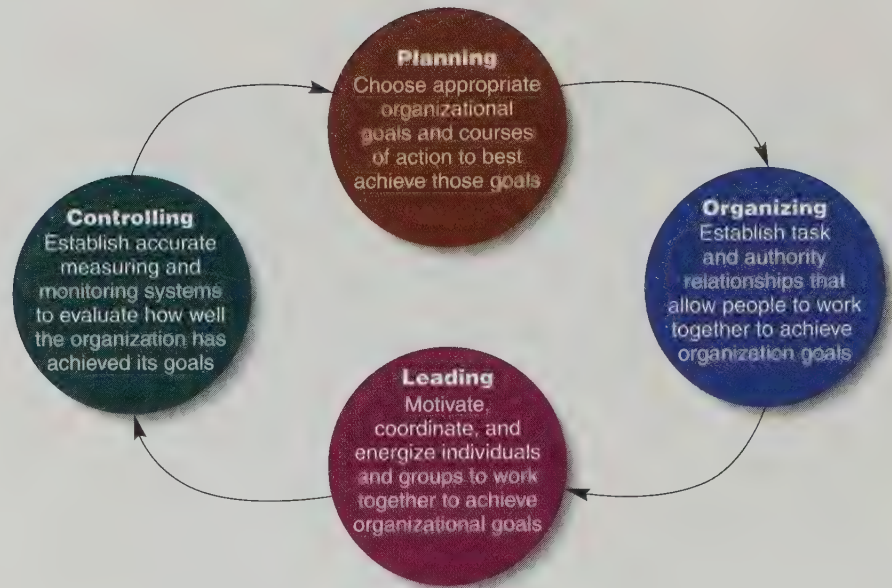 Planning
Choose appropriate
organizational
goals and courses
of action to best
achieve those goals
Organizing
Establish task
and authority
relationships that
allow people to work
together to achieve
organization goals
Leading
Motivate,
coordinate, and
energize individuals
and groups to work
together to achieve
organizational goals
Controlling
Establish accurate
measuring and
monitoring systems
to evaluate how well
the organization has
achieved its goals